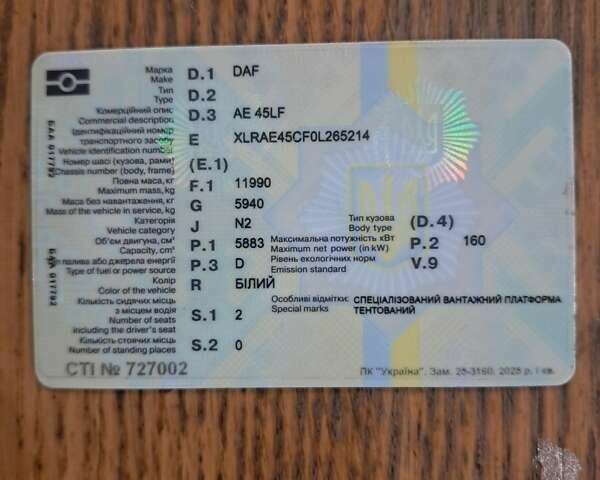 Марка D.1 DAF
Make
Тип D.2
Type
Комерційний опис D.3 AE 45LF
Commercial description
Ідентифікаційний номер
транспортного засобу E XLRAE45CF0L265214
Vehicle identification number
Номер шасі (кузова, рами) (E.1)
Chassis number (body, frame)
Повна маса, кг F.1 11990
Maximum mass, kg
Маса без навантаження, кг G 5940
Mass of the vehicle in service, kg
Категорія J N2 Тип кузова (D.4)
Vehicle category Body type
Об'єм двигуна, см³ P.1 5883 Максимальна потужність кВт P.2 160
Capacity, cm³ Maximum net power (in kW)
палива або джерела енергії P.3 D Рівень екологічних норм V.9
Type of fuel or power source Emission standard
Колір R БІЛИЙ
Color of the vehicle
Кількість сидячих місць Особливі відмітки: СПЕЦІАЛІЗОВАНИЙ ВАНТАЖНИЙ ПЛАТФОРМА
з місцем водія S.1 2 Special marks ТЕНТОВАНИЙ
Number of seats
including the driver's seat
Кількість стоячих місць S.2 0
Number of standing places
СТІ № 727002 ПК "Україна". Зам. 25-3160. 2025 р. І кв.